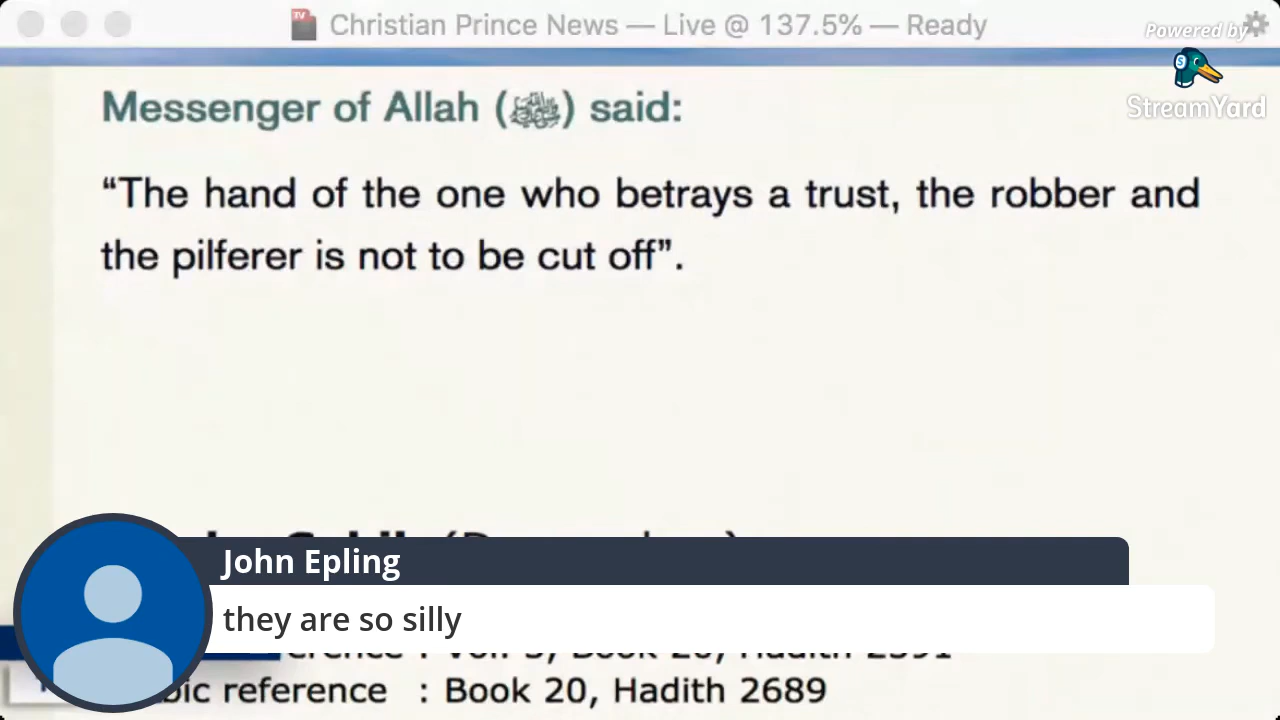 Christian Prince News — Live @ 137.5% — Ready
Powered by
StreamYard
Messenger of Allah (ﷺ) said:
“The hand of the one who betrays a trust, the robber and
the pilferer is not to be cut off”.
John Epling
they are so silly
reference : Book 20, Hadith 2689